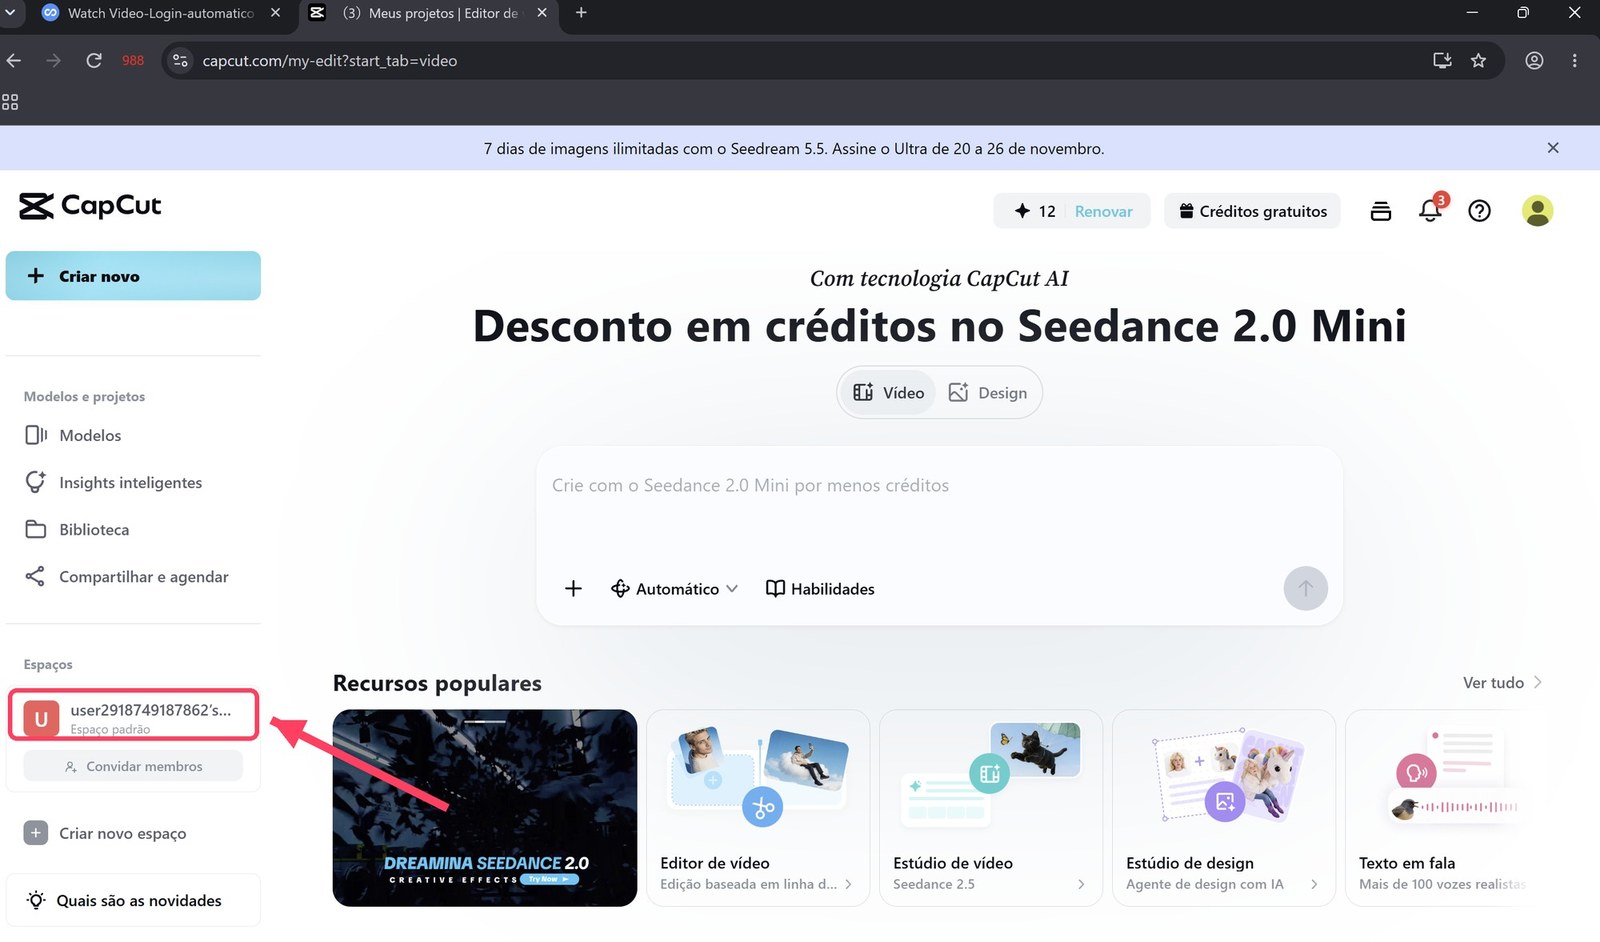 Watch Video-Login-automatico
(3) Meus projetos | Editor de
988
capcut.com/my-edit?start_tab=video
7 dias de imagens ilimitadas com o Seedream 5.5. Assine o Ultra de 20 a 26 de novembro.
CapCut
12 Renovar
Créditos gratuitos
3
Criar novo
Com tecnologia CapCut AI
Desconto em créditos no Seedance 2.0 Mini
Vídeo
Design
Modelos e projetos
Modelos
Insights inteligentes
Biblioteca
Compartilhar e agendar
Crie com o Seedance 2.0 Mini por menos créditos
Automático
Habilidades
Espaços
U
user2918749187862's...
Espaço padrão
Convidar membros
Criar novo espaço
Quais são as novidades
Recursos populares
Ver tudo
DREAMINA SEEDANCE 2.0
CREATIVE EFFECTS Try Now
Editor de vídeo
Edição baseada em linha d...
Estúdio de vídeo
Seedance 2.5
Estúdio de design
Agente de design com IA
Texto em fala
Mais de 100 vozes realistas